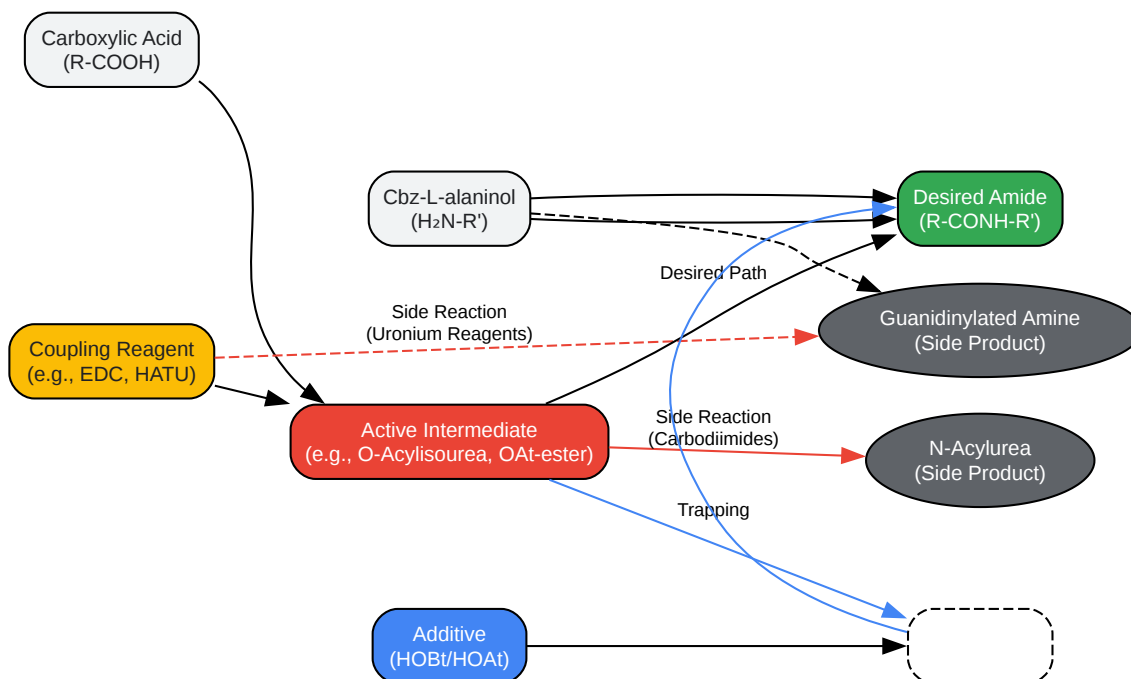 Carboxylic Acid
(R-COOH)
Cbz-L-alaninol
(H₂N-R')
Desired Amide
(R-CONH-R')
Desired Path
Guanidinylated Amine
(Side Product)
Side Reaction
(Uronium Reagents)
Coupling Reagent
(e.g., EDC, HATU)
Active Intermediate
(e.g., O-Acylisourea, OAt-ester)
Side Reaction
(Carbodiimides)
N-Acylurea
(Side Product)
Trapping
Additive
(HOBt/HOAt)